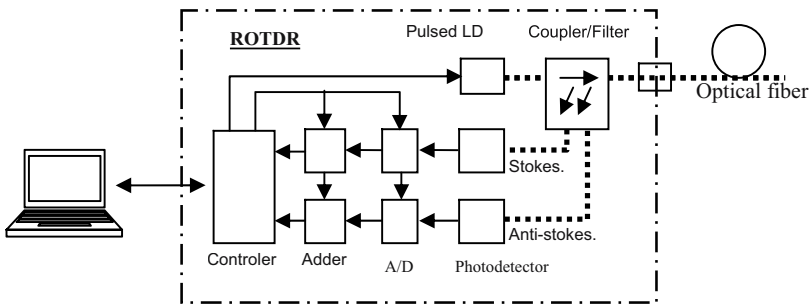 ROTDR
Pulsed LD
Coupler/Filter
Optical fiber
Stokes.
Anti-stokes.
Controler
Adder
A/D
Photodetector